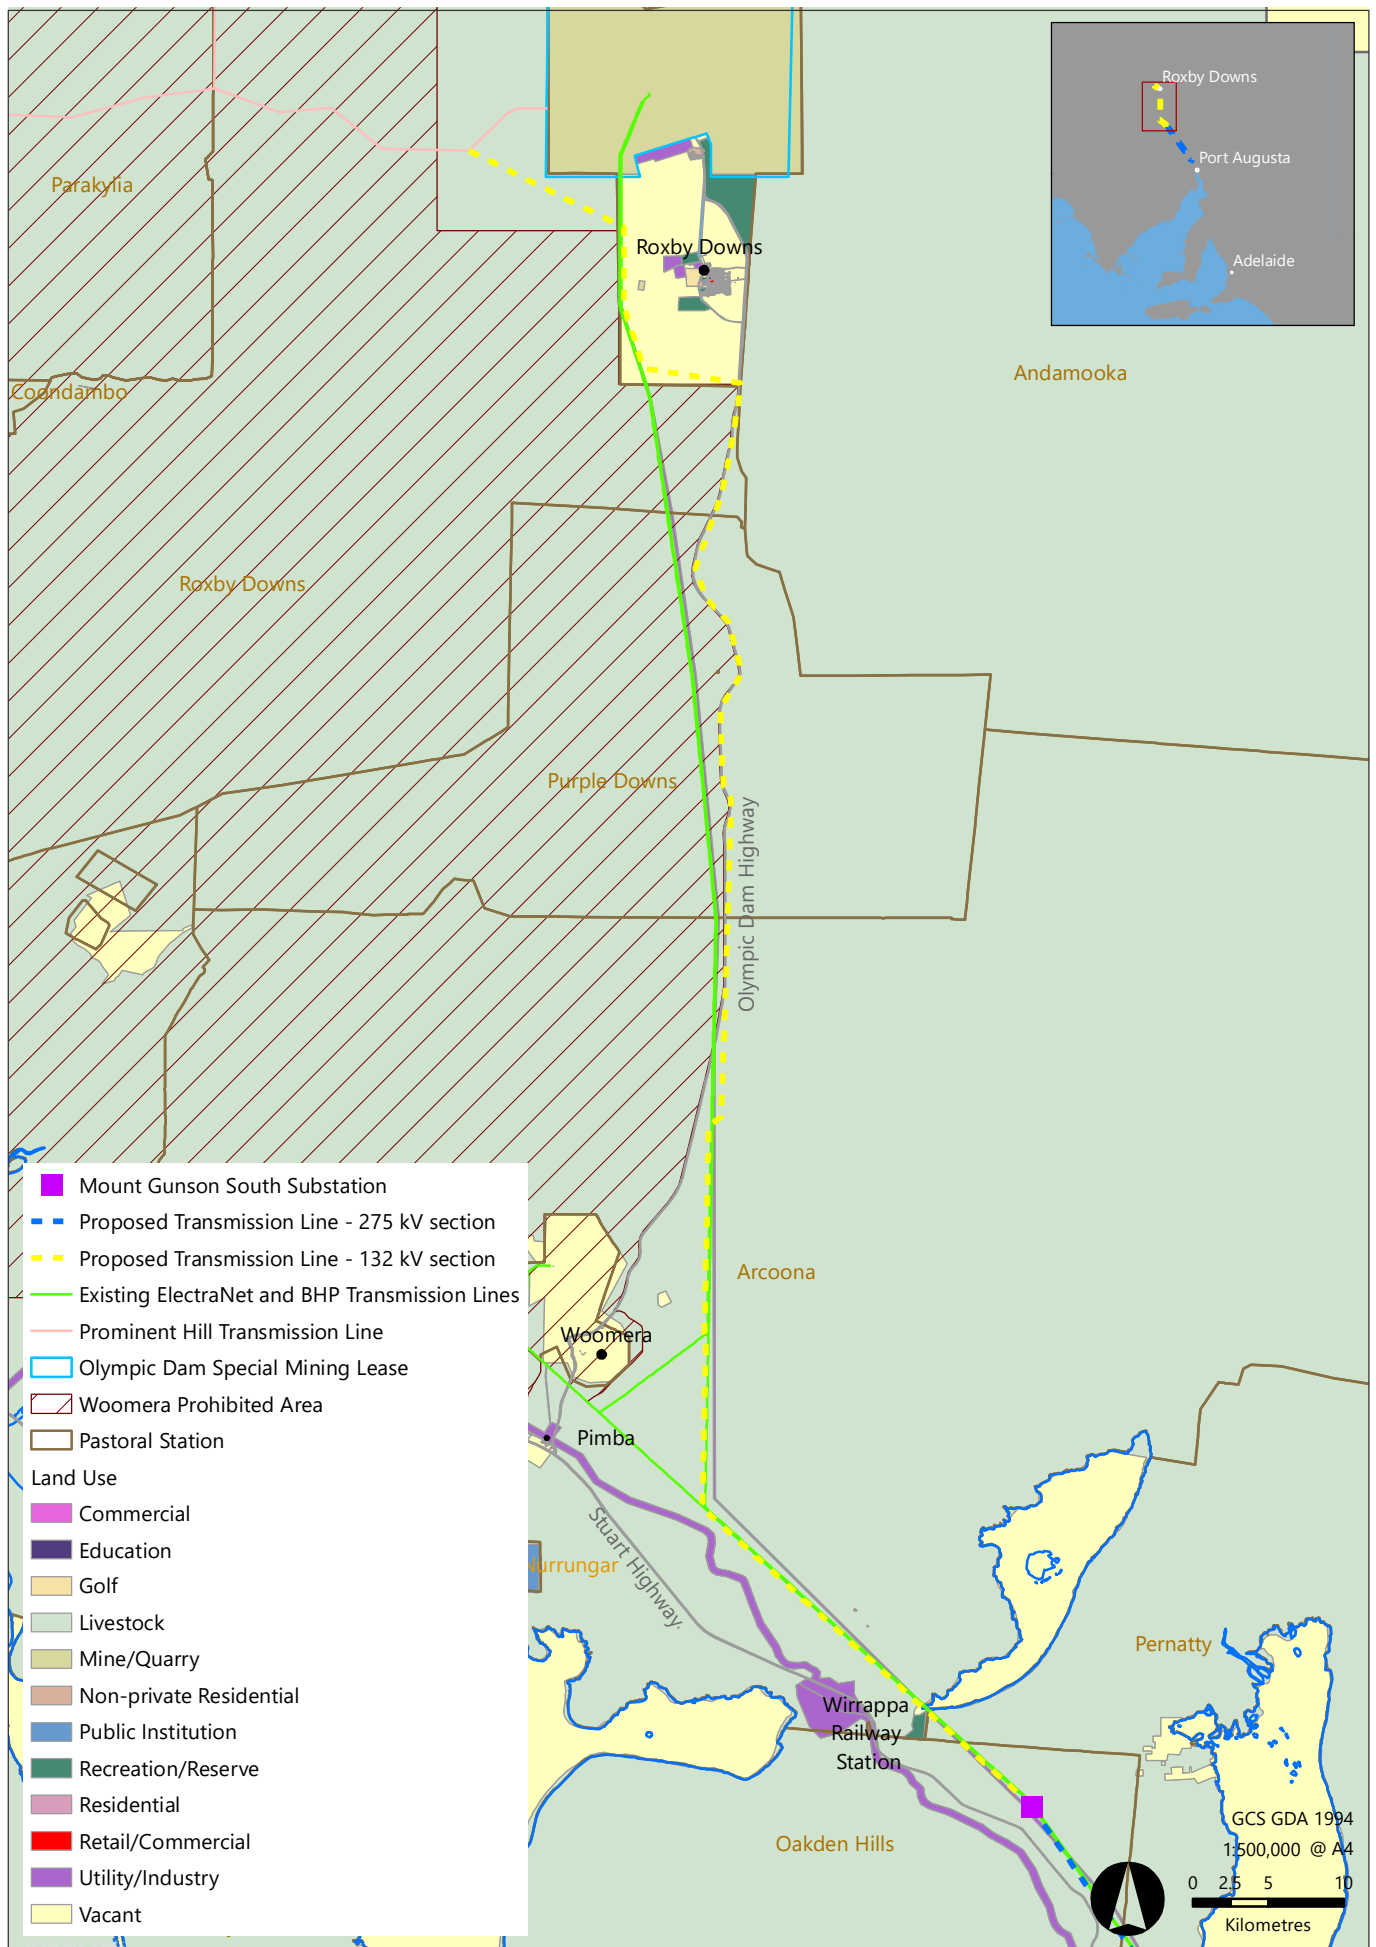 Roxby Downs
Port Augusta
Adelaide
Parakylia
Roxby Downs
Andamooka
Coondambo
Roxby Downs
Purple Downs
Olympic Dam Highway
Arcoona
Woomera
Pimba
Stuart Highway
Nurrungar
Pernatty
Wirrappa
Railway
Station
Oakden Hills
Mount Gunson South Substation
Proposed Transmission Line - 275 kV section
Proposed Transmission Line - 132 kV section
Existing ElectraNet and BHP Transmission Lines
Prominent Hill Transmission Line
Olympic Dam Special Mining Lease
Woomera Prohibited Area
Pastoral Station
Land Use
Commercial
Education
Golf
Livestock
Mine/Quarry
Non-private Residential
Public Institution
Recreation/Reserve
Residential
Retail/Commercial
Utility/Industry
Vacant
GCS GDA 1994
1:500,000 @ A4
0 2.5 5 10
Kilometres